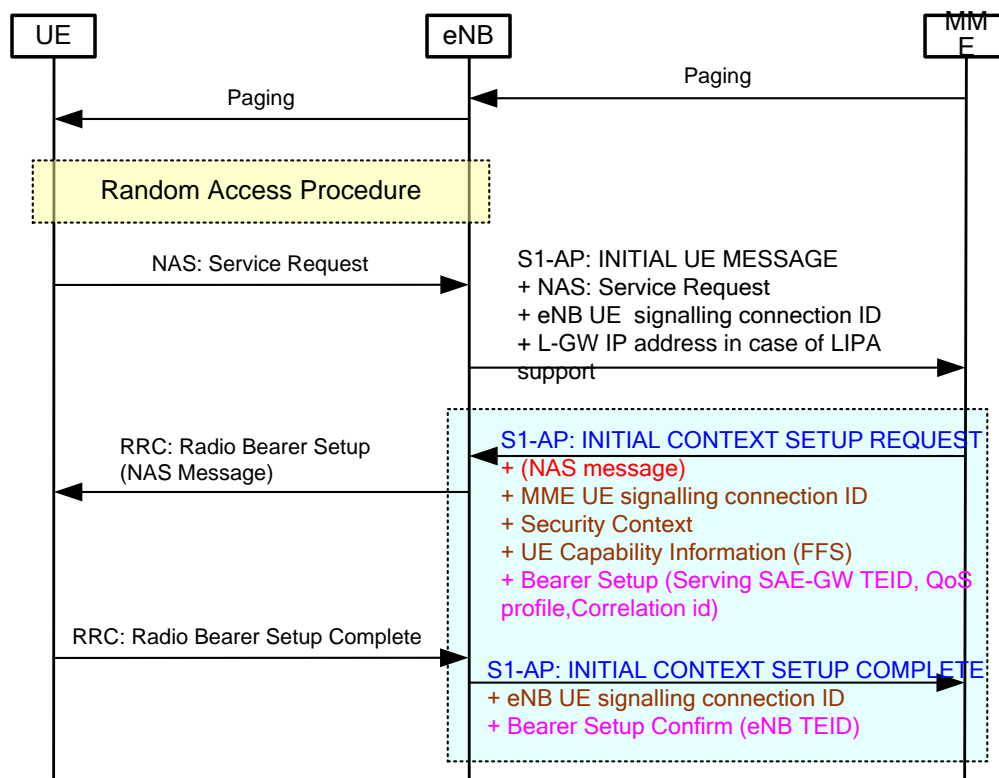 UE
eNB
MM
E
Paging
Paging
Random Access Procedure
NAS: Service Request
S1-AP: INITIAL UE MESSAGE
+ NAS: Service Request
+ eNB UE  signalling connection ID
+ L-GW IP address in case of LIPA
support
RRC: Radio Bearer Setup
(NAS Message)
S1-AP: INITIAL CONTEXT SETUP REQUEST
+ (NAS message)
+ MME UE signalling connection ID
+ Security Context
+ UE Capability Information (FFS)
+ Bearer Setup (Serving SAE-GW TEID, QoS
profile,Correlation id)
RRC: Radio Bearer Setup Complete
S1-AP: INITIAL CONTEXT SETUP COMPLETE
+ eNB UE signalling connection ID
+ Bearer Setup Confirm (eNB TEID)